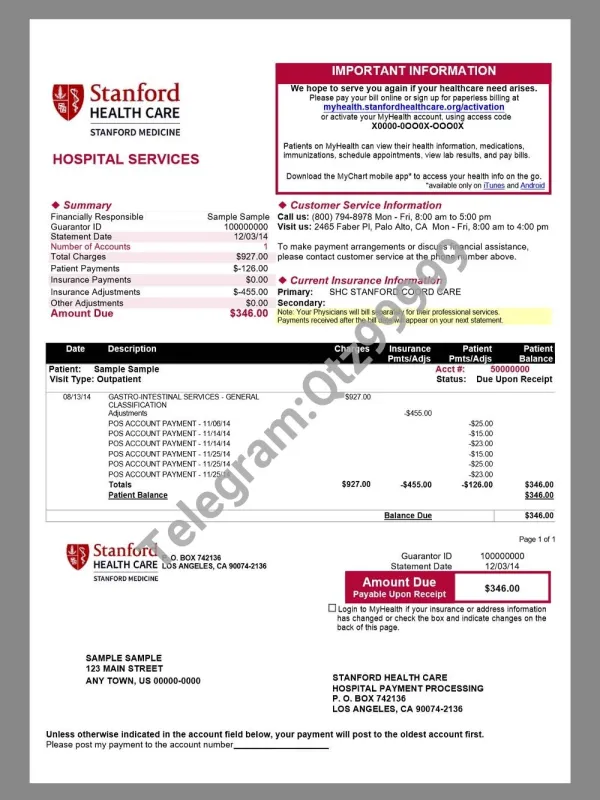 IMPORTANT INFORMATION
We hope to serve you again if your healthcare need arises.
Please pay your bill online or sign up for paperless billing at
myhealth.stanfordhealthcare.org/activation
or activate your MyHealth account. using access code
X0000-0OO0X-OOO0X
Patients on MyHealth can view their health information, medications,
immunizations, schedule appointments, view lab results, and pay bills.
Download the MyChart mobile app* to access your health info on the go.
*available only on iTunes and Android
Stanford
HEALTH CARE
STANFORD MEDICINE
HOSPITAL SERVICES
Summary
Financially Responsible Sample Sample
Guarantor ID 100000000
Statement Date 12/03/14
Number of Accounts 1
Total Charges $927.00
Patient Payments $-126.00
Insurance Payments $0.00
Insurance Adjustments $-455.00
Other Adjustments $0.00
Amount Due $346.00
Customer Service Information
Call us: (800) 794-8978 Mon - Fri, 8:00 am to 5:00 pm
Visit us: 2465 Faber Pl, Palo Alto, CA Mon - Fri, 8:00 am to 4:00 pm
To make payment arrangements or discuss financial assistance,
please contact customer service at the phone number above.
Current Insurance Information
Primary: SHC STANFORD COORD CARE
Secondary:
Note: Your Physicians will bill separately for their professional services.
Payments received after the bill date will appear on your next statement.
Date Description Charges Insurance Pmts/Adjs Patient Pmts/Adjs Patient Balance
Patient: Sample Sample Acct #: 50000000
Visit Type: Outpatient Status: Due Upon Receipt
08/13/14 GASTRO-INTESTINAL SERVICES - GENERAL $927.00
CLASSIFICATION
Adjustments -$455.00
POS ACCOUNT PAYMENT - 11/06/14 -$25.00
POS ACCOUNT PAYMENT - 11/14/14 -$15.00
POS ACCOUNT PAYMENT - 11/14/14 -$23.00
POS ACCOUNT PAYMENT - 11/25/14 -$15.00
POS ACCOUNT PAYMENT - 11/25/14 -$25.00
POS ACCOUNT PAYMENT - 11/25/14 -$23.00
Totals $927.00 -$455.00 -$126.00 $346.00
Patient Balance $346.00
Balance Due $346.00
Page 1 of 1
Stanford
HEALTH CARE
STANFORD MEDICINE
P. O. BOX 742136
LOS ANGELES, CA 90074-2136
Guarantor ID 100000000
Statement Date 12/03/14
Amount Due
Payable Upon Receipt
$346.00
Login to MyHealth if your insurance or address information
has changed or check the box and indicate changes on the
back of this page.
SAMPLE SAMPLE
123 MAIN STREET
ANY TOWN, US 00000-0000
STANFORD HEALTH CARE
HOSPITAL PAYMENT PROCESSING
P. O. BOX 742136
LOS ANGELES, CA 90074-2136
Unless otherwise indicated in the account field below, your payment will post to the oldest account first.
Please post my payment to the account number
Telegram:Qtz99999